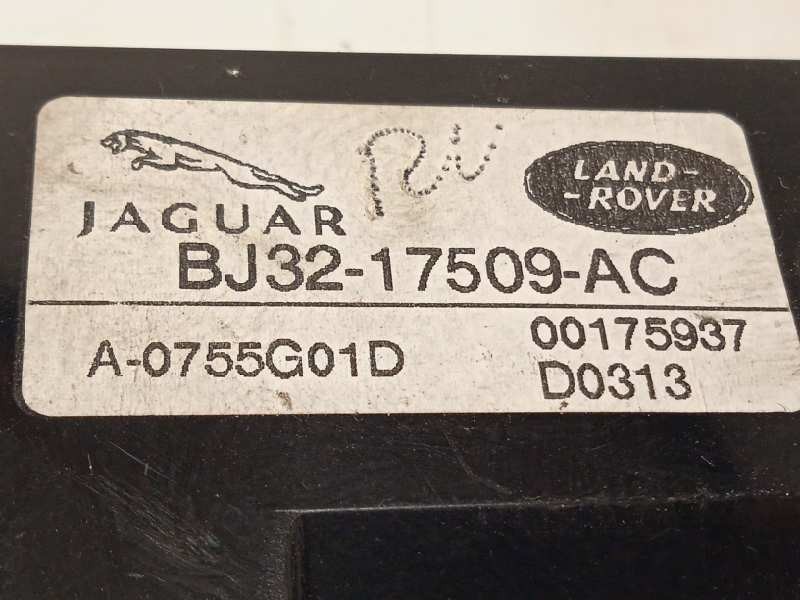 JAGUAR
LAND-
-ROVER
BJ32-17509-AC
A-0755G01D
00175937
D0313